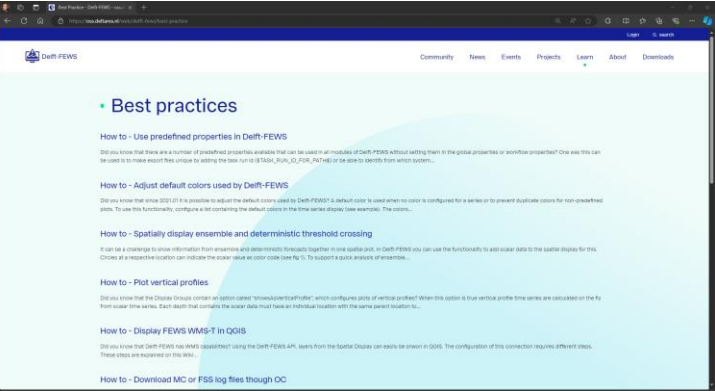 Best Practice - Delft-FEWS - oss.d
https://oss.deltares.nl/web/delft-fews/best-practice
Login search
Delft-FEWS
Community News Events Projects Learn About Downloads
Best practices
How to - Use predefined properties in Delft-FEWS
Did you know that there are a number of predefined properties available that can be used in all modules of Delft-FEWS without setting them in the global properties or workflow properties? One way this can
be used is to make export files unique by adding the task run id ($TASK_RUN_ID_FOR_PATH$) or be able to identify from which system...
How to - Adjust default colors used by Delft-FEWS
Did you know that since 2021.01 it is possible to adjust the default colors used by Delft-FEWS? A default color is used when no color is configured for a series or to prevent duplicate colors for non-predefined
plots. To use this functionality, configure a list containing the default colors in the time series display (see example). The colors...
How to - Spatially display ensemble and deterministic threshold crossing
It can be a challenge to show information from ensemble and deterministic forecasts together in one spatial plot. In Delft-FEWS you can use the functionality to add scalar data to the spatial display for this.
Circles at a respective location can indicate the scalar value as color code (see fig 1). To support a quick analysis of ensemble...
How to - Plot vertical profiles
Did you know that the Display Groups contain an option called "showsAsVerticalProfile", which configures plots of vertical profiles? When this option is true vertical profile time series are calculated on the fly
from scalar time series. Each depth that contains the scalar data must have an individual location with the same parent location to...
How to - Display FEWS WMS-T in QGIS
Did you know that Delft-FEWS has WMS capabilities? Using the Delft-FEWS API, layers from the Spatial Display can easily be shown in QGIS. The configuration of this connection requires different steps.
These steps are explained on this Wiki...
How to - Download MC or FSS log files though OC